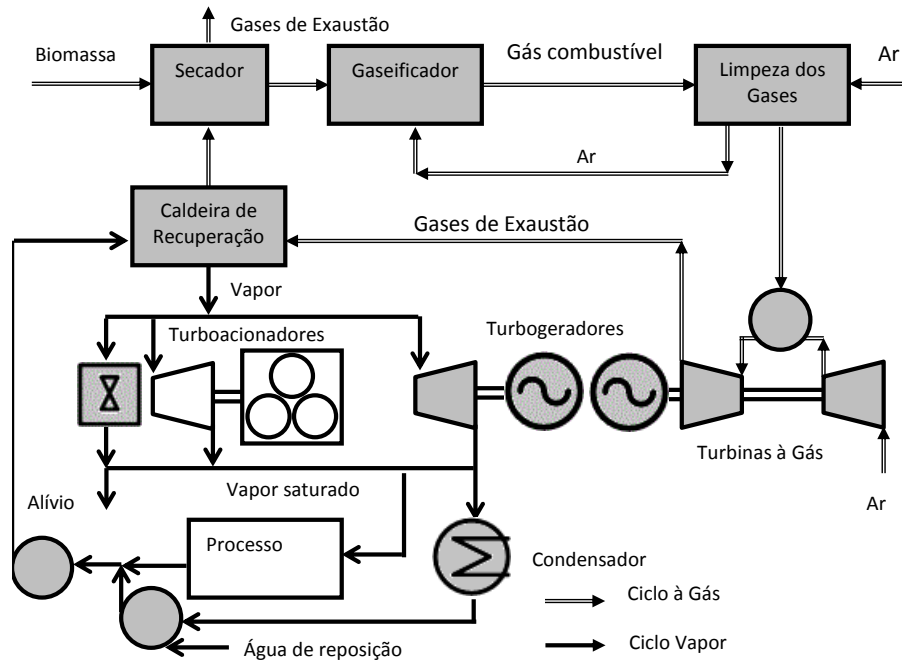 Gases de Exaustão
Biomassa
Secador
Gaseificador
Gás combustível
Limpeza dos
Gases
Ar
Ar
Caldeira de
Recuperação
Gases de Exaustão
Vapor
Turboacionadores
Turbogeradores
Turbinas à Gás
Vapor saturado
Alívio
Ar
Processo
Condensador
Ciclo à Gás
Água de reposição
Ciclo Vapor